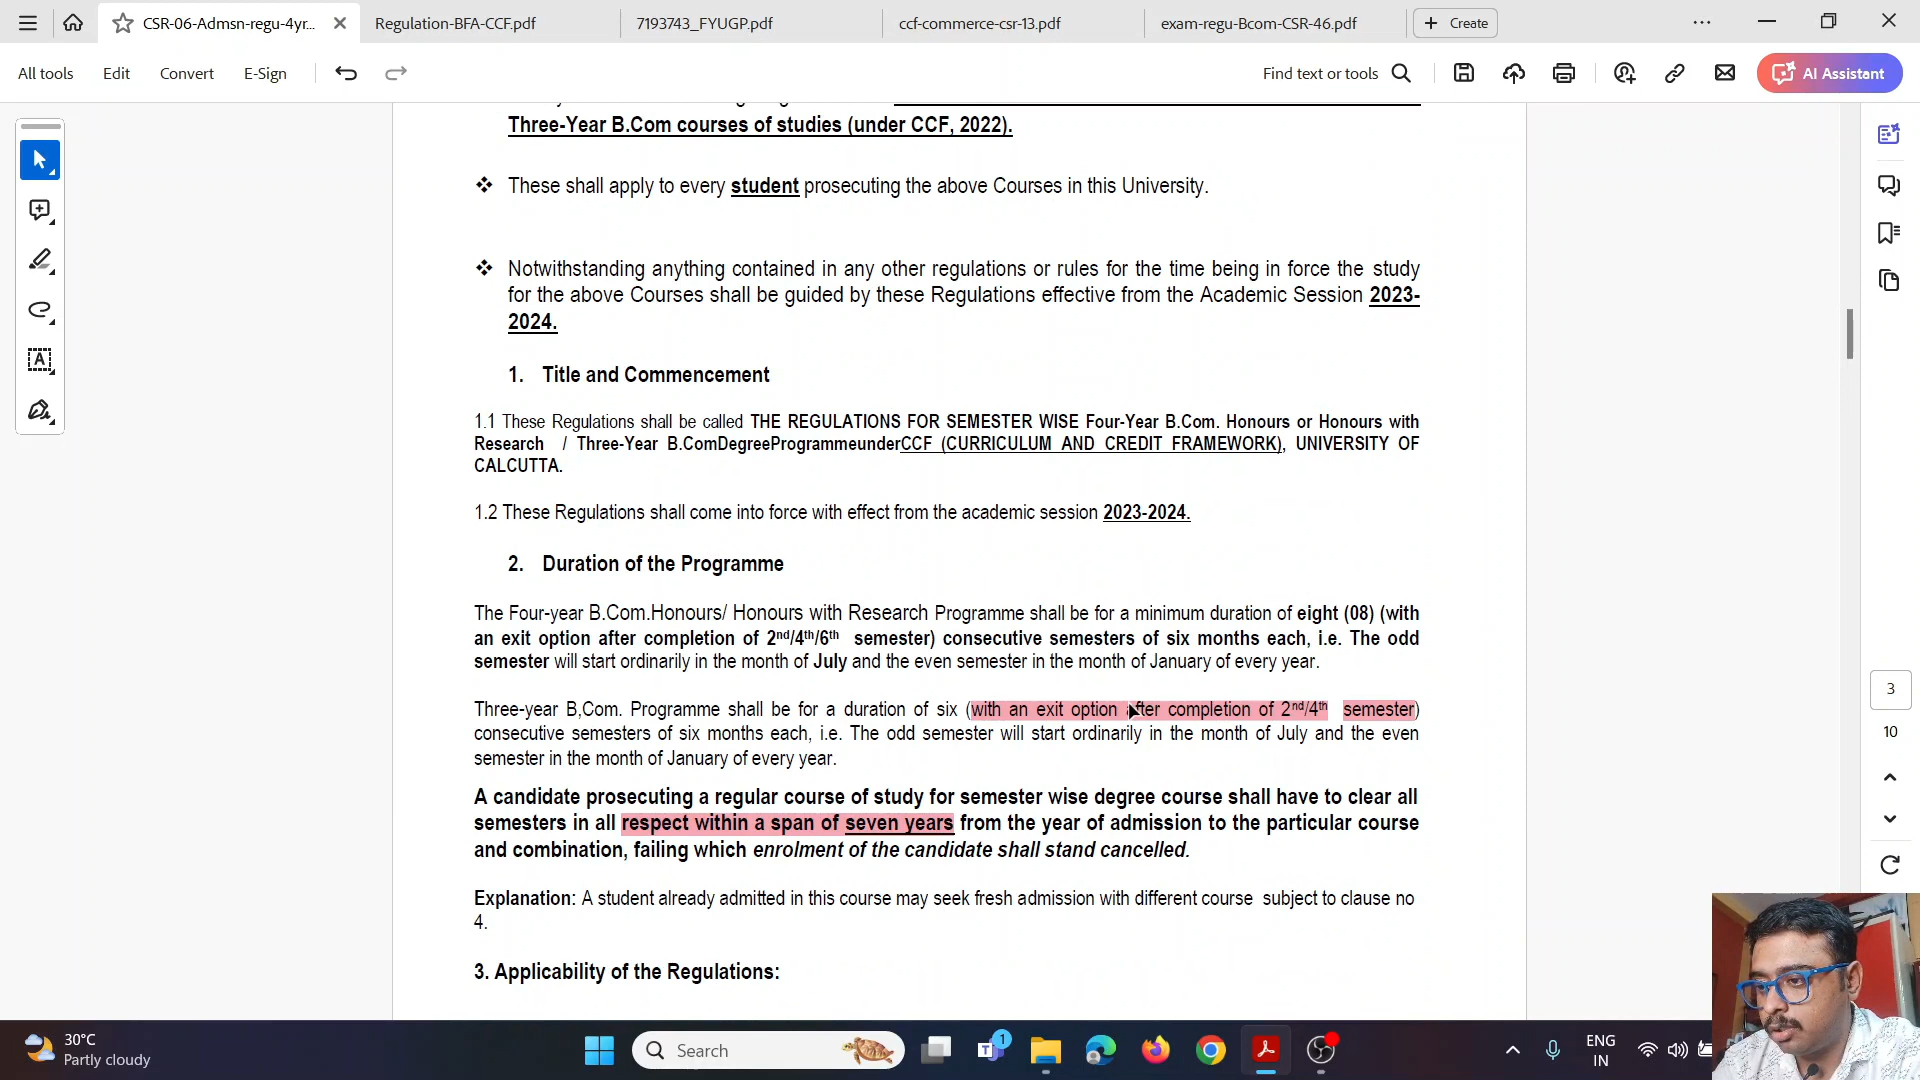 CSR-06-Admsn-regu-4yr...
Regulation-BFA-CCF.pdf
7193743_FYUGP.pdf
ccf-commerce-csr-13.pdf
exam-regu-Bcom-CSR-46.pdf
Create
All tools
Edit
Convert
E-Sign
Find text or tools
AI Assistant
Three-Year B.Com courses of studies (under CCF, 2022).
❖ These shall apply to every student prosecuting the above Courses in this University.
❖ Notwithstanding anything contained in any other regulations or rules for the time being in force the study
for the above Courses shall be guided by these Regulations effective from the Academic Session 2023-
2024.
1. Title and Commencement
1.1 These Regulations shall be called THE REGULATIONS FOR SEMESTER WISE Four-Year B.Com. Honours or Honours with
Research / Three-Year B.ComDegreeProgrammeunderCCF (CURRICULUM AND CREDIT FRAMEWORK), UNIVERSITY OF
CALCUTTA.
1.2 These Regulations shall come into force with effect from the academic session 2023-2024.
2. Duration of the Programme
The Four-year B.Com.Honours/ Honours with Research Programme shall be for a minimum duration of eight (08) (with
an exit option after completion of 2nd/4th/6th semester) consecutive semesters of six months each, i.e. The odd
semester will start ordinarily in the month of July and the even semester in the month of January of every year.
Three-year B,Com. Programme shall be for a duration of six (with an exit option after completion of 2nd/4th semester)
consecutive semesters of six months each, i.e. The odd semester will start ordinarily in the month of July and the even
semester in the month of January of every year.
A candidate prosecuting a regular course of study for semester wise degree course shall have to clear all
semesters in all respect within a span of seven years from the year of admission to the particular course
and combination, failing which enrolment of the candidate shall stand cancelled.
Explanation: A student already admitted in this course may seek fresh admission with different course subject to clause no
4.
3. Applicability of the Regulations:
3
10
30°C
Partly cloudy
Search
1
ENG
IN